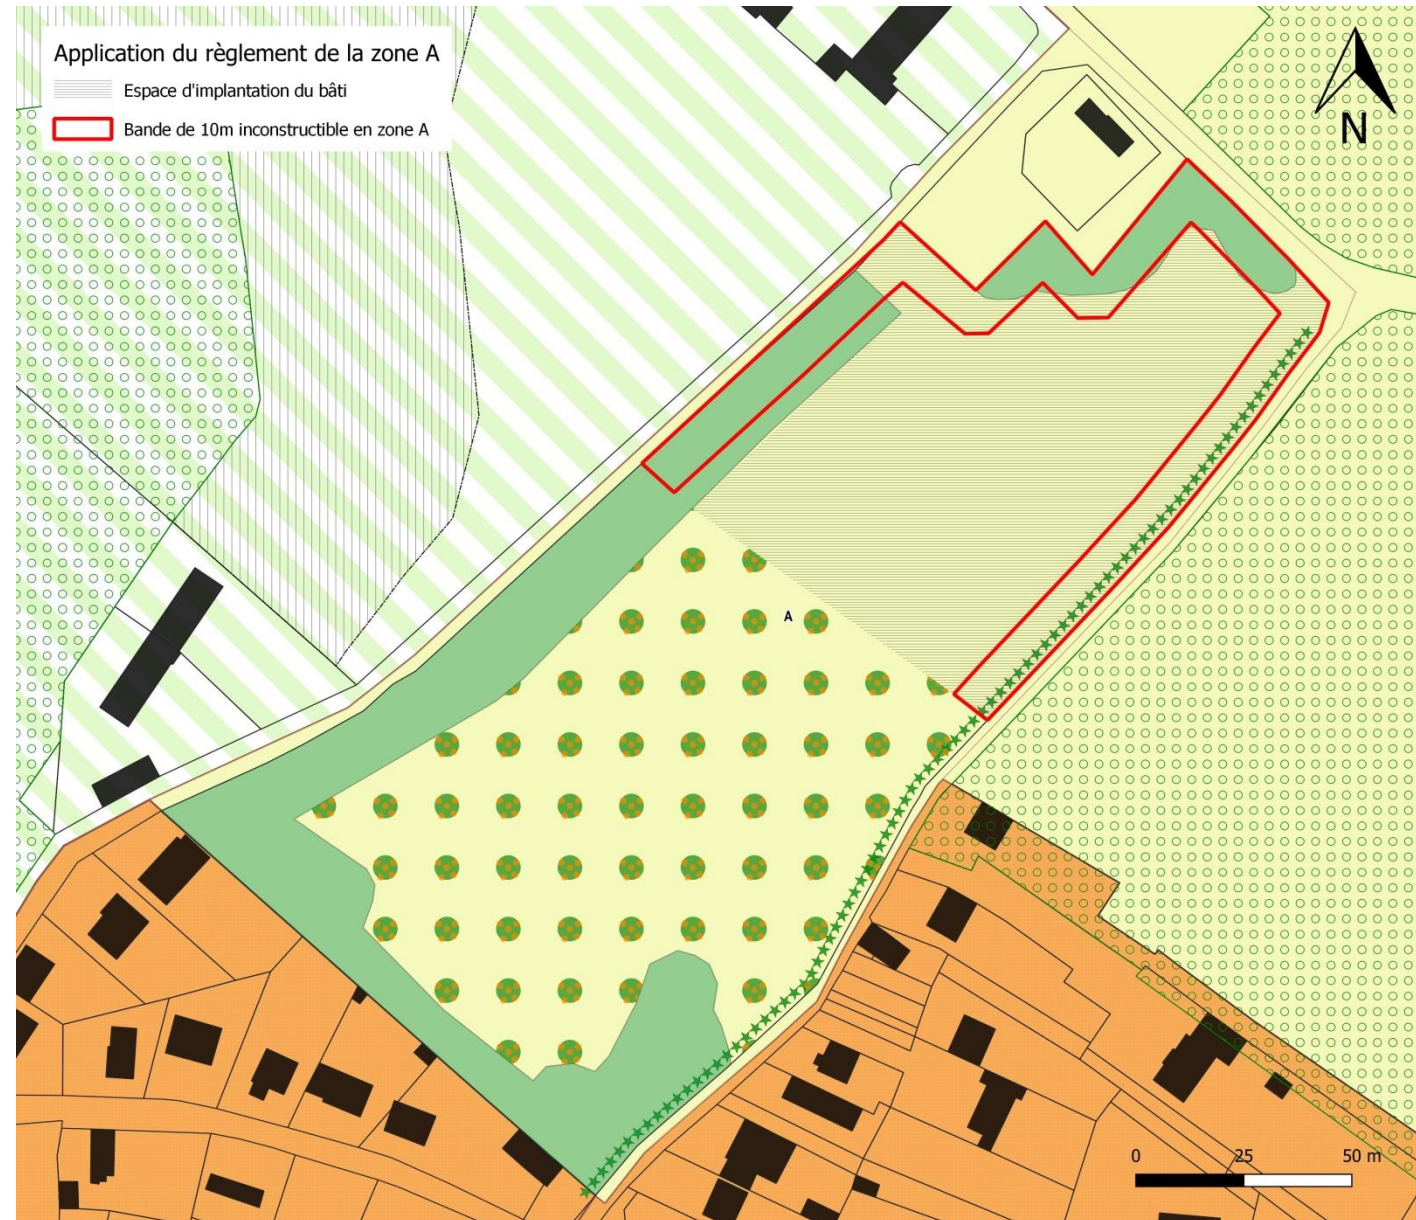 Application du règlement de la zone A
Espace d'implantation du bâti
Bande de 10m inconstructible en zone A
N
A
0 25 50 m